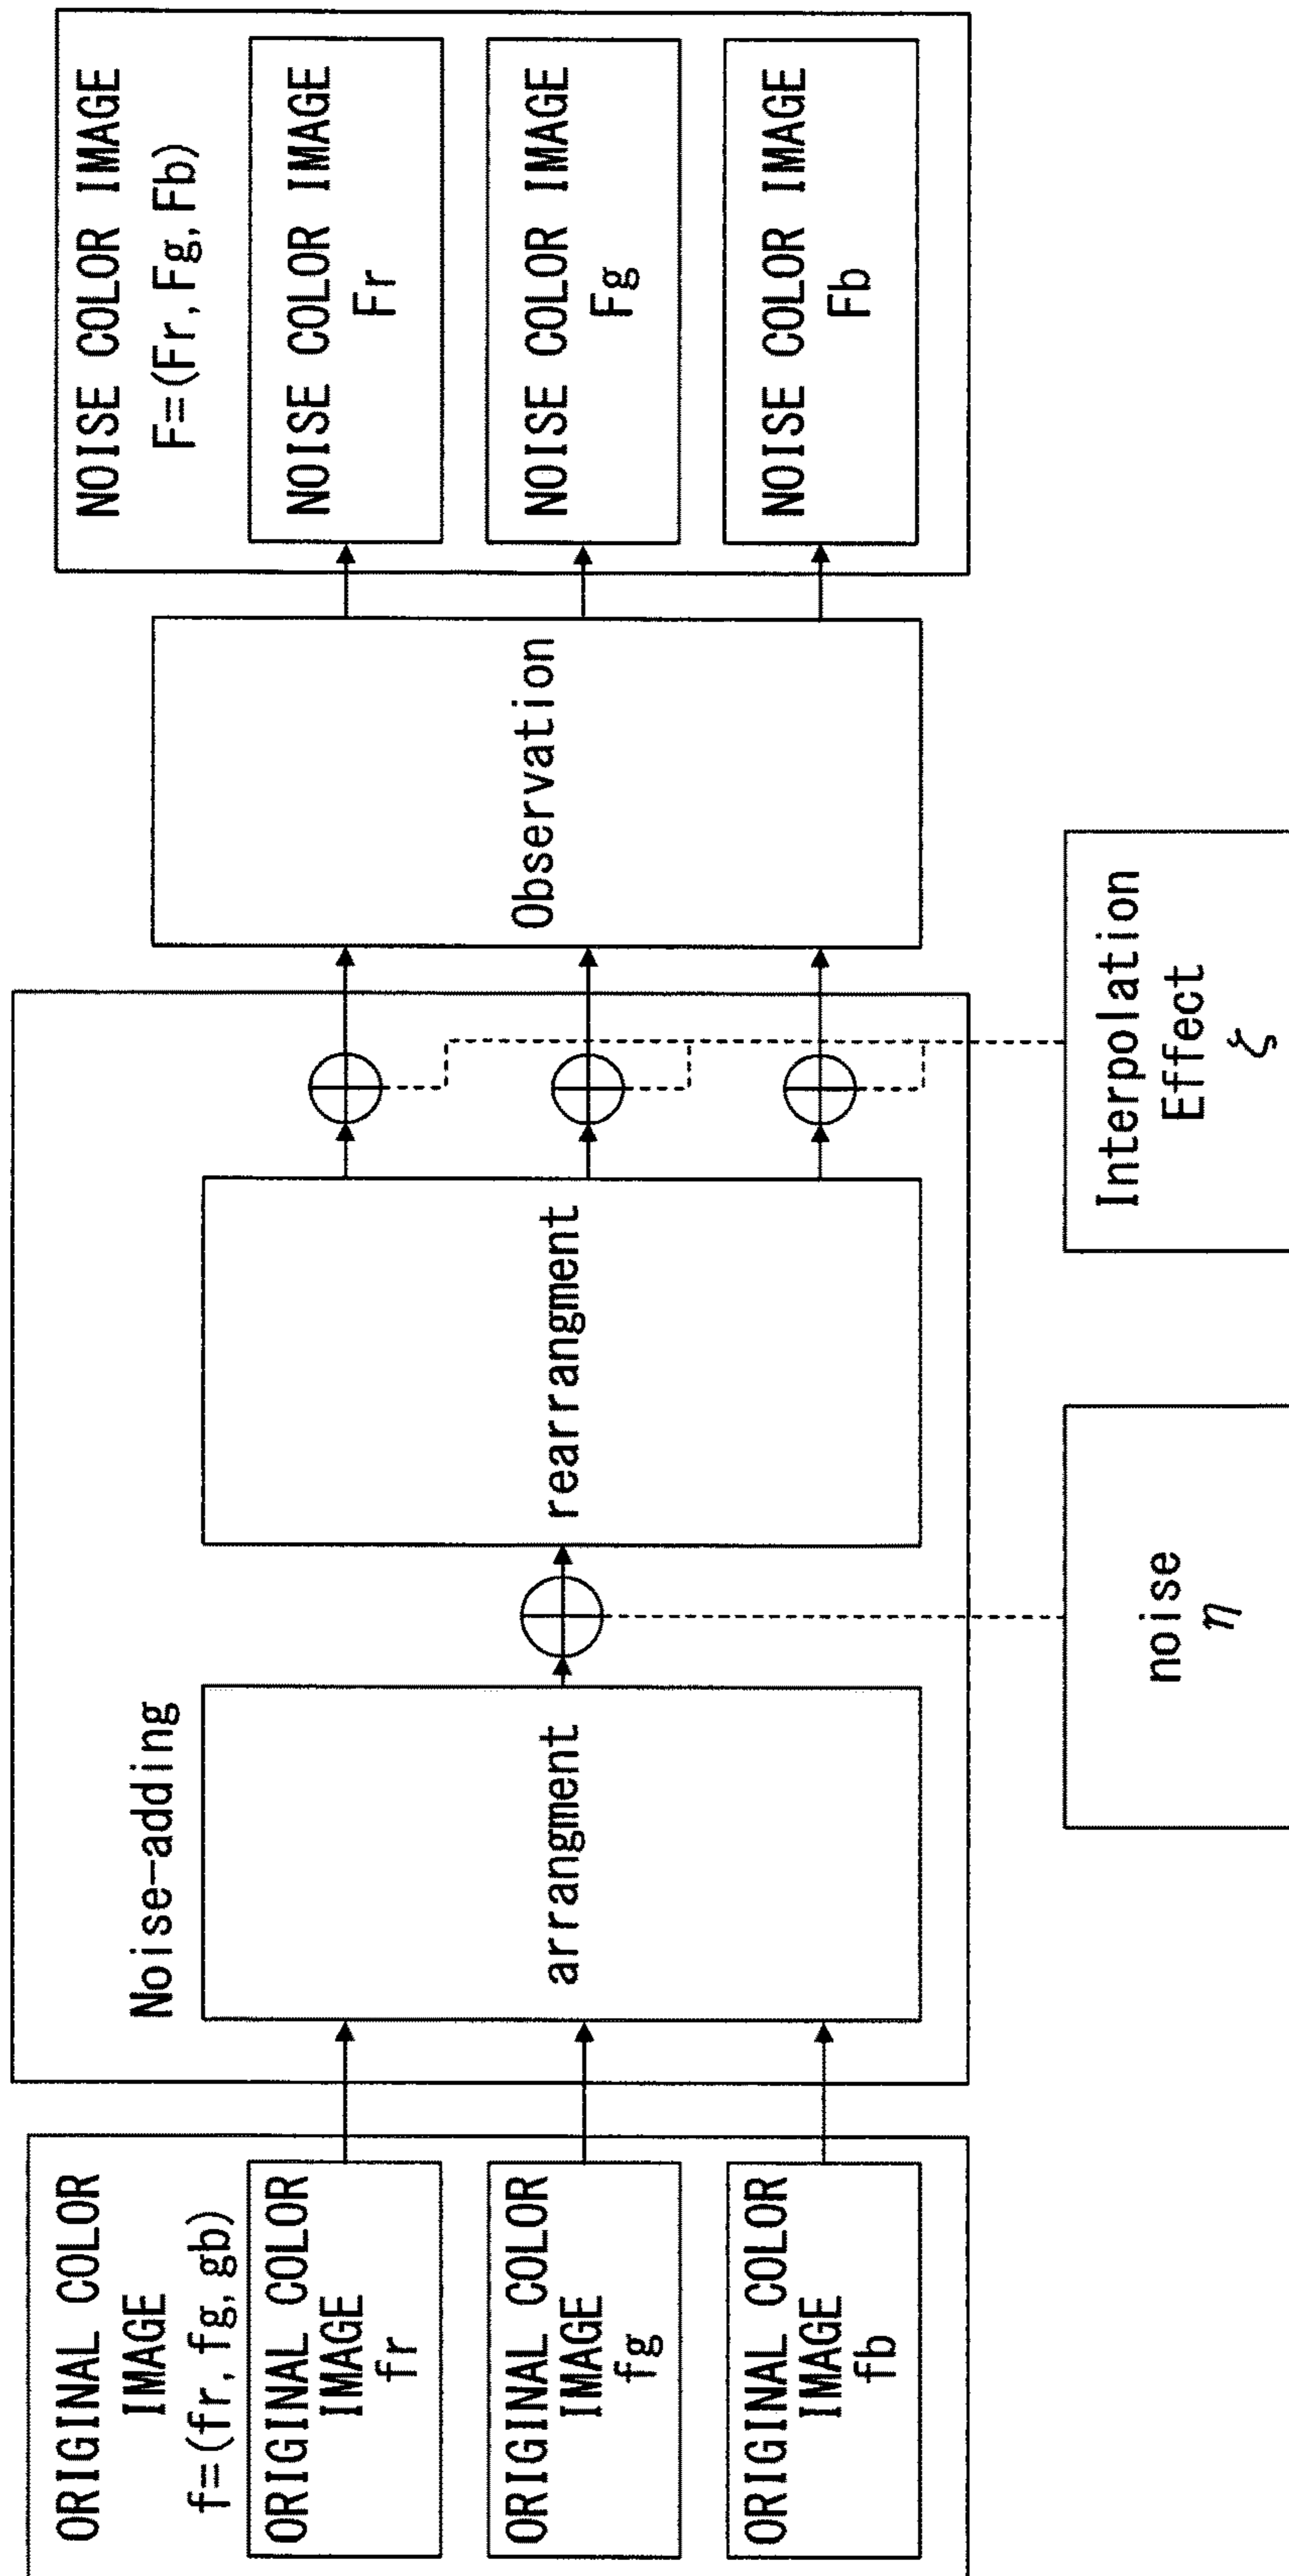 ORIGINAL COLOR
IMAGE
f=(fr, fg, gb)
ORIGINAL COLOR
IMAGE
fr
ORIGINAL COLOR
IMAGE
fg
ORIGINAL COLOR
IMAGE
fb
Noise-adding
arrangment
rearrangment
noise
η
Interpolation
Effect
ζ
Observation
NOISE COLOR IMAGE
F=(Fr, Fg, Fb)
NOISE COLOR IMAGE
Fr
NOISE COLOR IMAGE
Fg
NOISE COLOR IMAGE
Fb